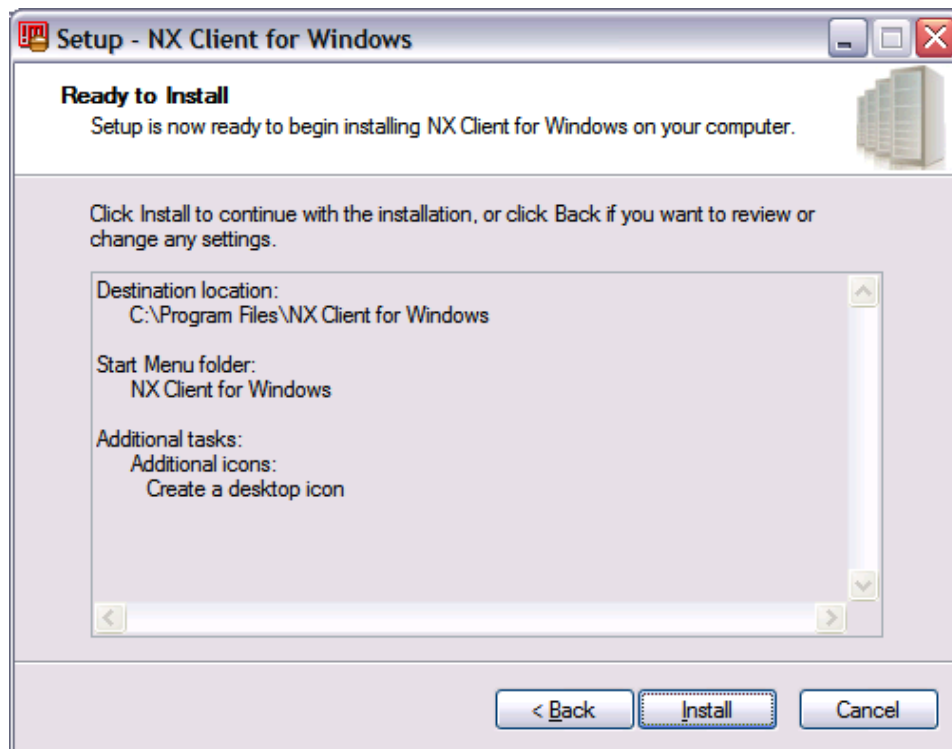 Setup - NX Client for Windows
Ready to Install
Setup is now ready to begin installing NX Client for Windows on your computer.
Click Install to continue with the installation, or click Back if you want to review or
change any settings.
Destination location:
C:\Program Files\NX Client for Windows
Start Menu folder:
NX Client for Windows
Additional tasks:
Additional icons:
Create a desktop icon
< Back
Install
Cancel